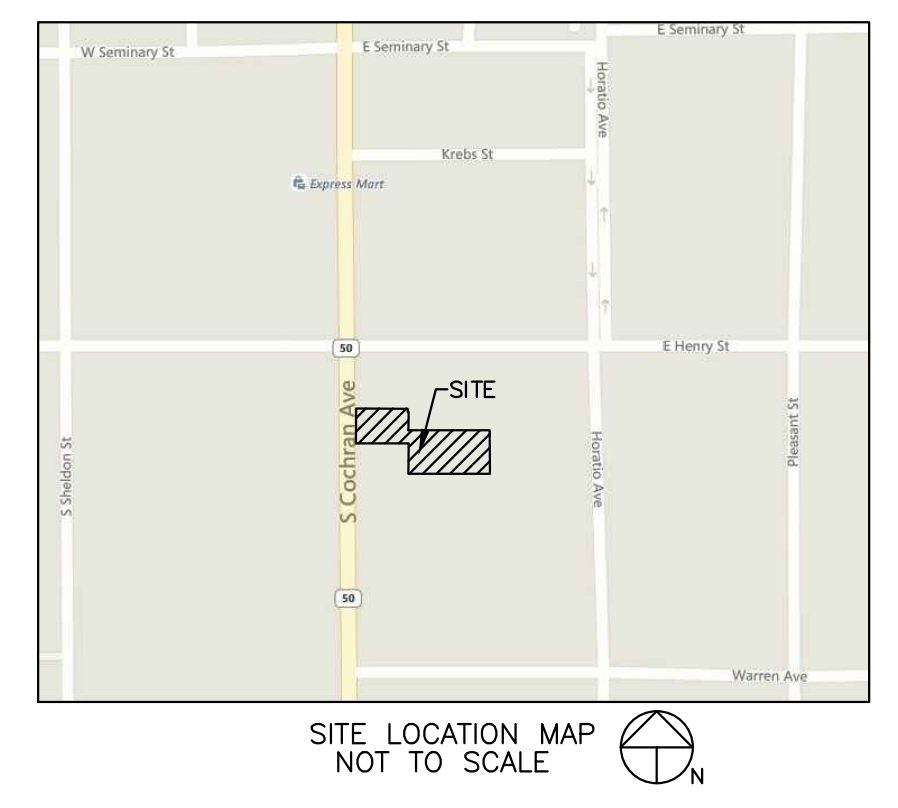 E Seminary St
W Seminary St
E Seminary St
Horatio Ave
Krebs St
Express Mart
50
E Henry St
S Cochran Ave
SITE
Pleasant St
S Sheldon St
Horatio Ave
50
Warren Ave
SITE LOCATION MAP
NOT TO SCALE
N